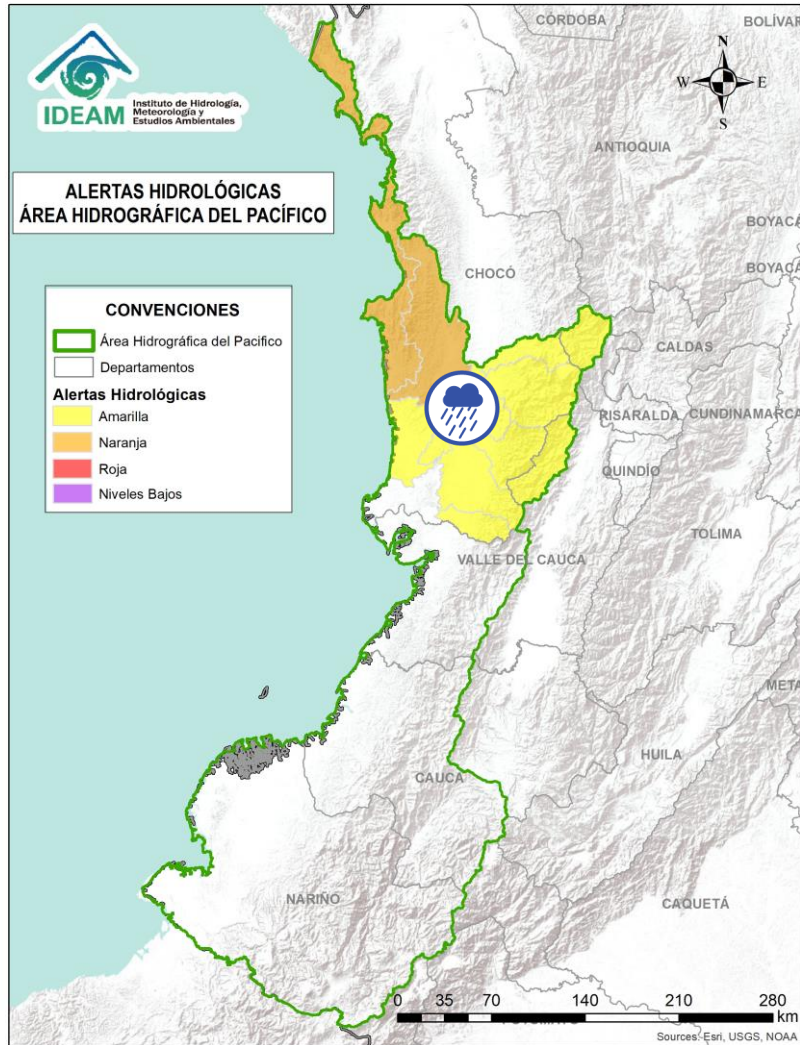 CÓRDOBA
BOLÍVAR
N
W E
S
IDEAM
Instituto de Hidrología,
Meteorología y
Estudios Ambientales
ANTIOQUIA
ALERTAS HIDROLÓGICAS
ÁREA HIDROGRÁFICA DEL PACÍFICO
BOYACÁ
BOYACÁ
CHOCÓ
CONVENCIONES
Área Hidrográfica del Pacifico
Departamentos
Alertas Hidrológicas
Amarilla
Naranja
Roja
Niveles Bajos
CALDAS
RISARALDA
CUNDINAMARCA
QUINDÍO
TOLIMA
VALLE DEL CAUCA
META
HUILA
CAUCA
NARIÑO
CAQUETÁ
0 35 70 140 210 280
km
Sources: Esri, USGS, NOAA